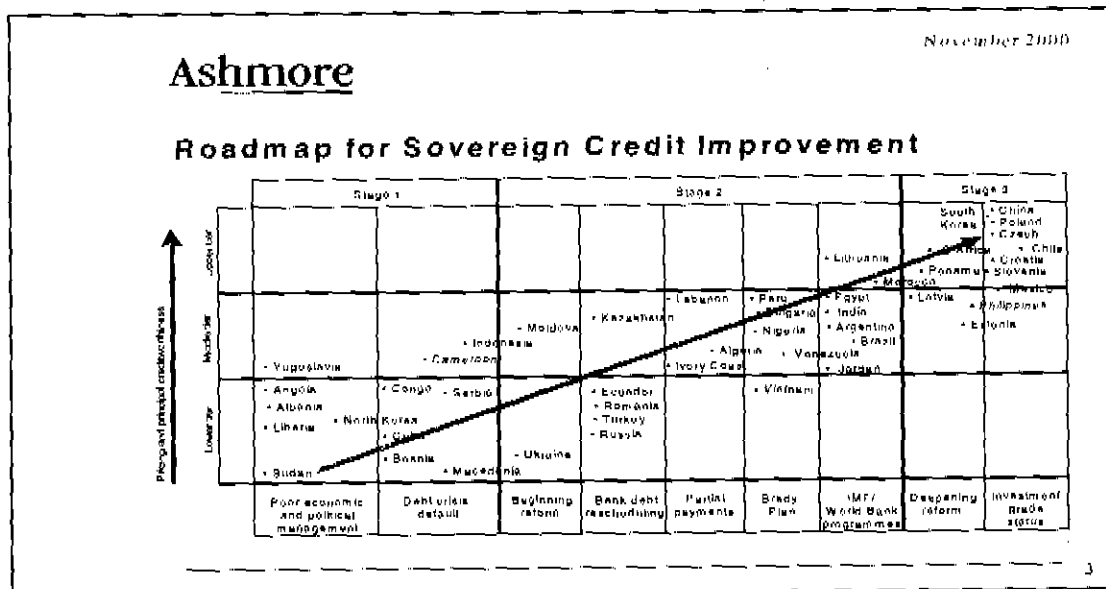 November 2000
Ashmore
Roadmap for Sovereign Credit Improvement
Stage 1
Stage 2
Stage 3
Pricing and principal creditworthiness
Lower tier
South
Korea
• China
• Poland
• Czech
• Chile
• Croatia
• Slovenia
• Mexico
• Philippines
• Estonia
• Lithuania
• Morocco
• Panama
• Latvia
• Lebanon
• Peru
• Bulgaria
• Nigeria
• Egypt
• India
• Argentina
• Brazil
• Venezuela
• Jordan
• Algeria
• Ivory Coast
• Vietnam
• Kazakhstan
• Moldova
• Indonesia
• Cameroon
• Yugoslavia
• Angola
• Albania
• Liberia
• North Korea
• Congo
• Serbia
• Cuba
• Bosnia
• Macedonia
• Sudan
• Ecuador
• Romania
• Turkey
• Russia
• Ukraine
Poor economic
and political
management
Debt crisis
default
Beginning
reform
Bank debt
rescheduling
Partial
payments
Brady
Plan
IMF/
World Bank
programmes
Deepening
reform
Investment
grade
status
3